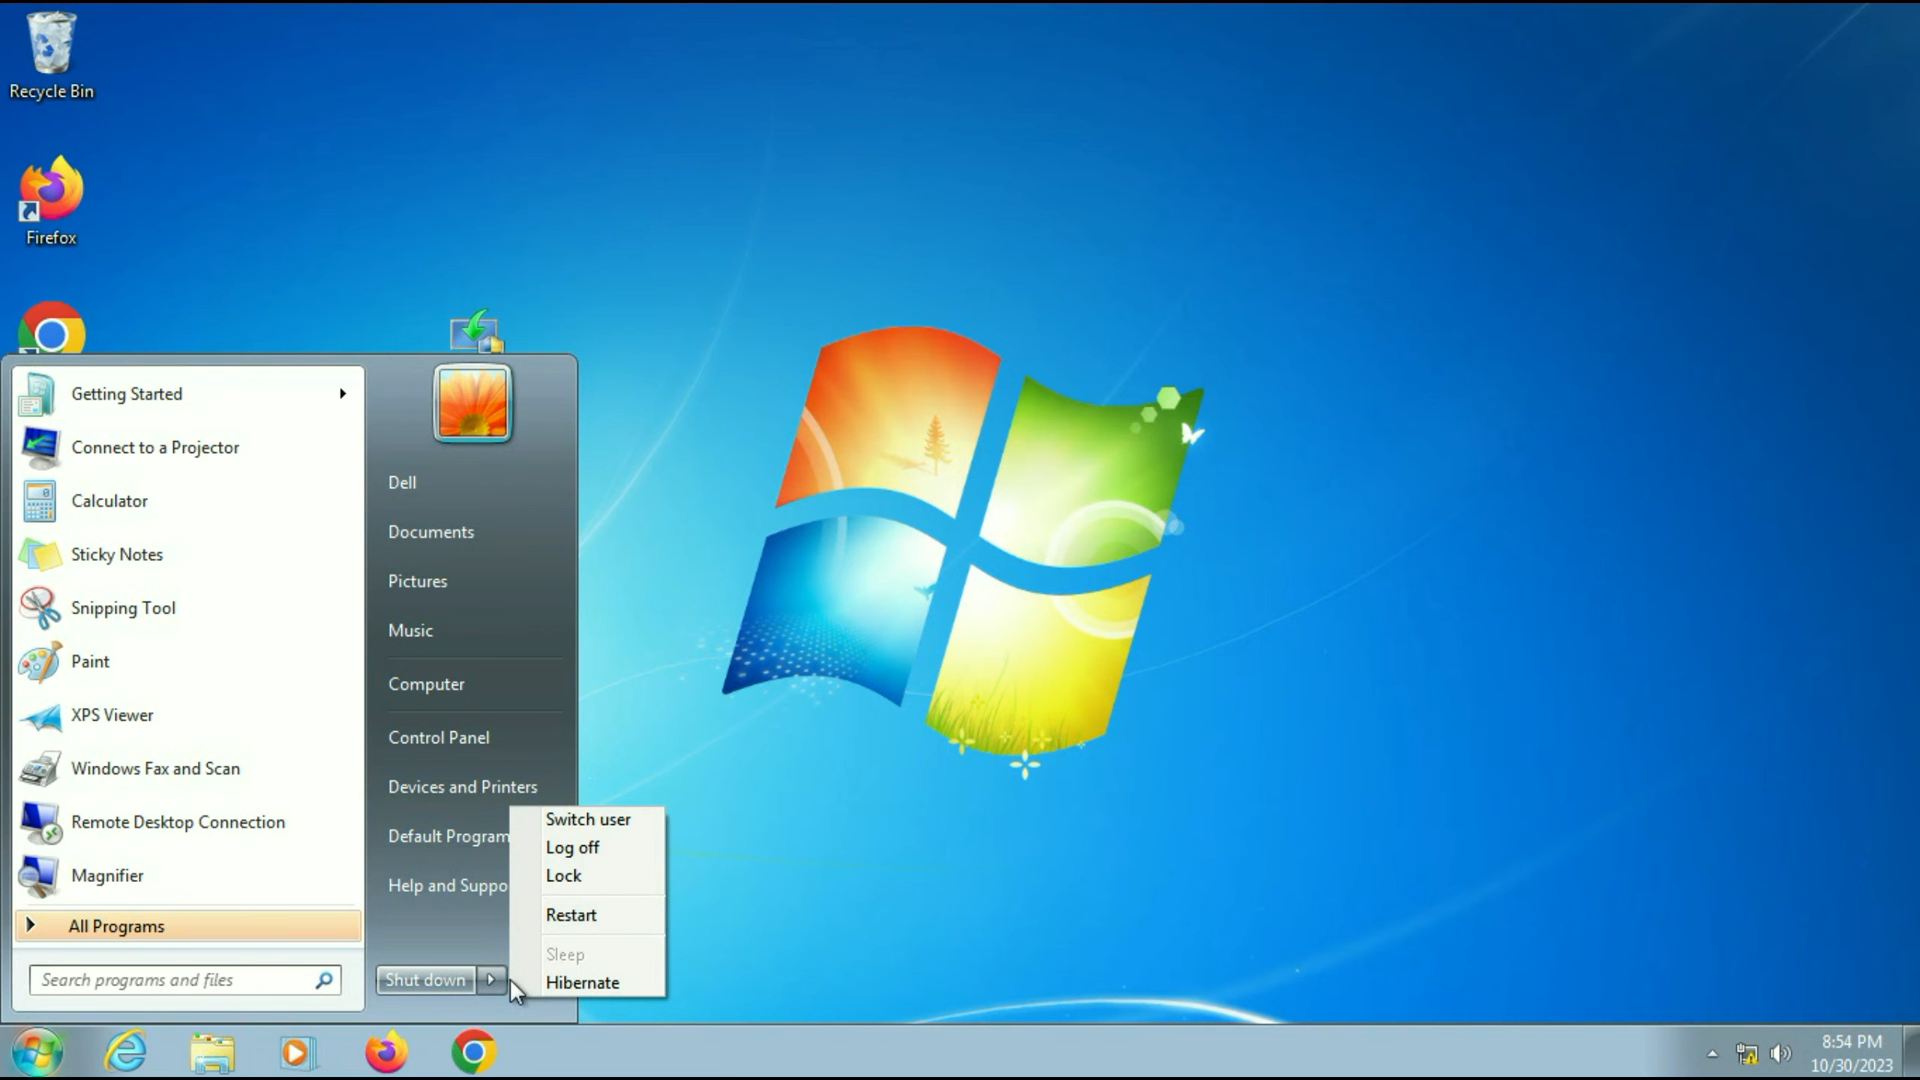 Recycle Bin
Firefox
Getting Started
Connect to a Projector
Calculator
Sticky Notes
Snipping Tool
Paint
XPS Viewer
Windows Fax and Scan
Remote Desktop Connection
Magnifier
All Programs
Search programs and files
Dell
Documents
Pictures
Music
Computer
Control Panel
Devices and Printers
Default Program
Help and Suppo
Shut down
Switch user
Log off
Lock
Restart
Sleep
Hibernate
8:54 PM
10/30/2023